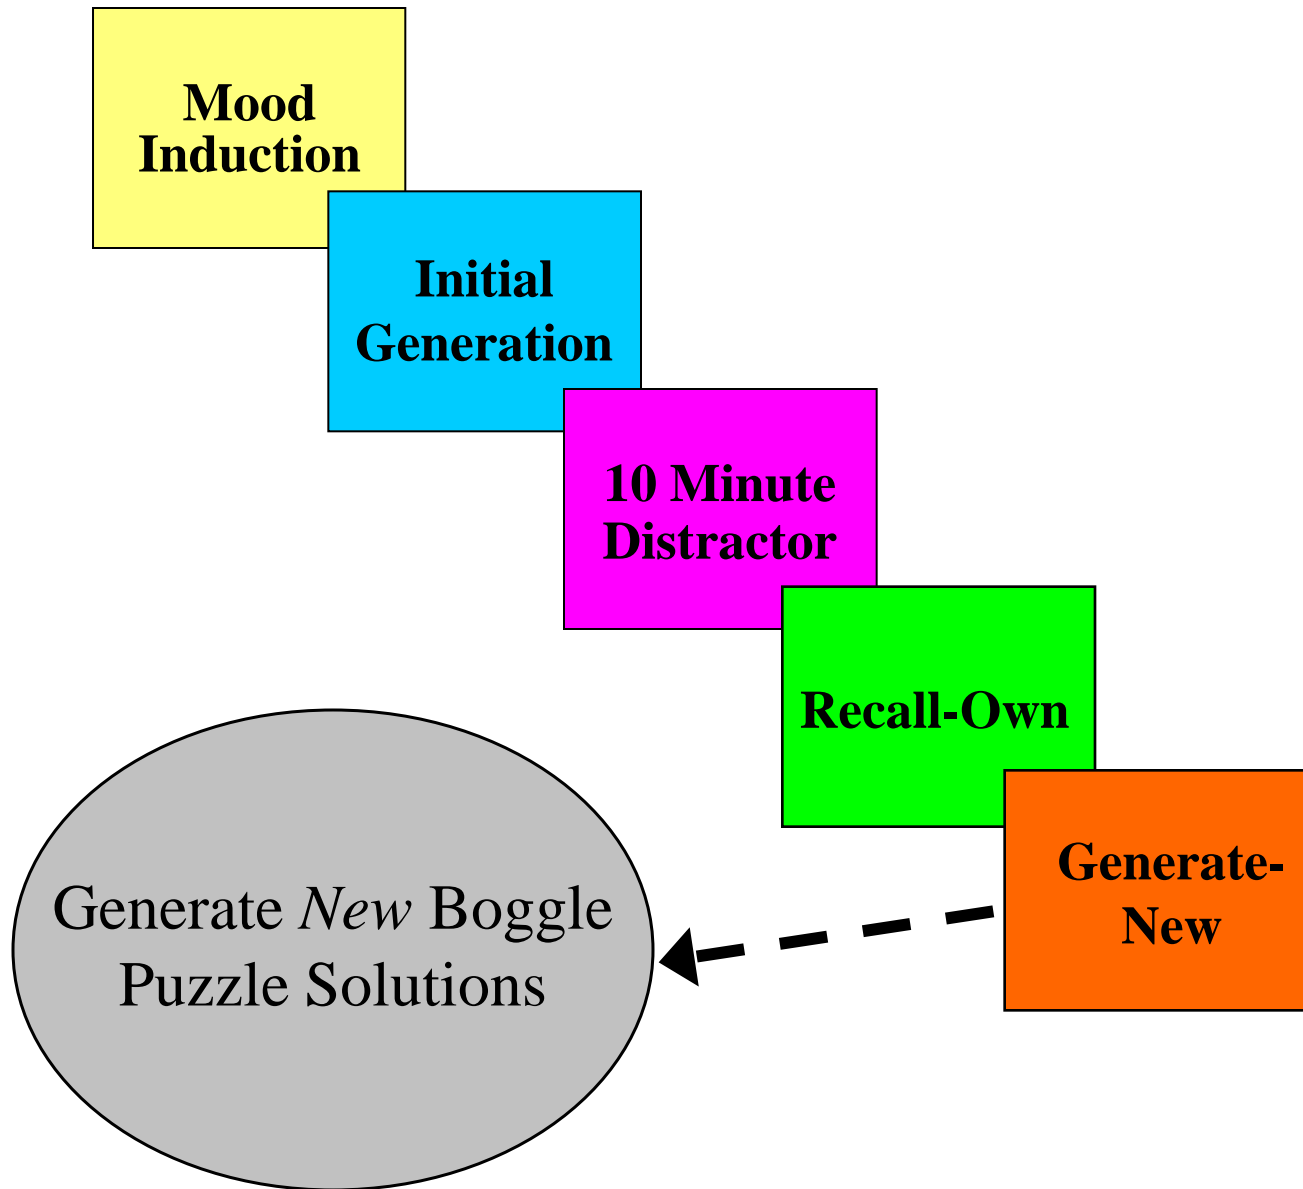 Mood
Induction
Initial
Generation
10 Minute
Distractor
Recall-Own
Generate-
New
Generate New Boggle
Puzzle Solutions